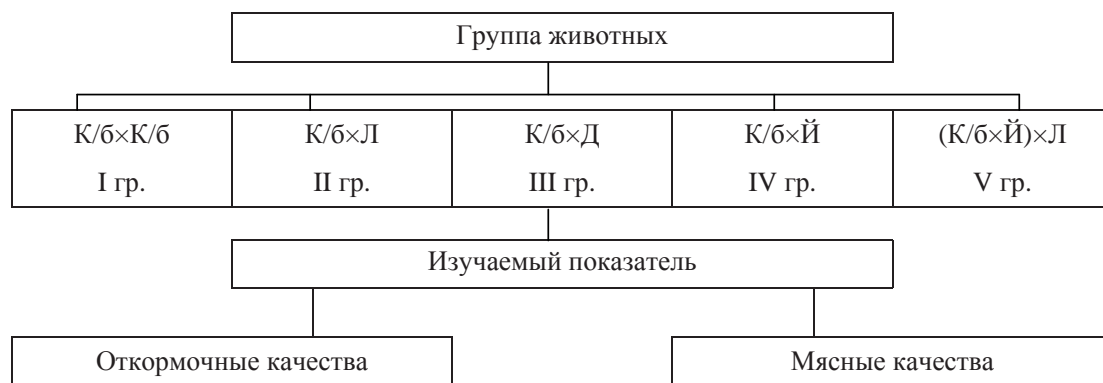 Группа животных
К/б×К/б К/б×Л К/б×Д К/б×Й (К/б×Й)×Л
I гр. II гр. III гр. IV гр. V гр.
Изучаемый показатель
Откормочные качества Мясные качества